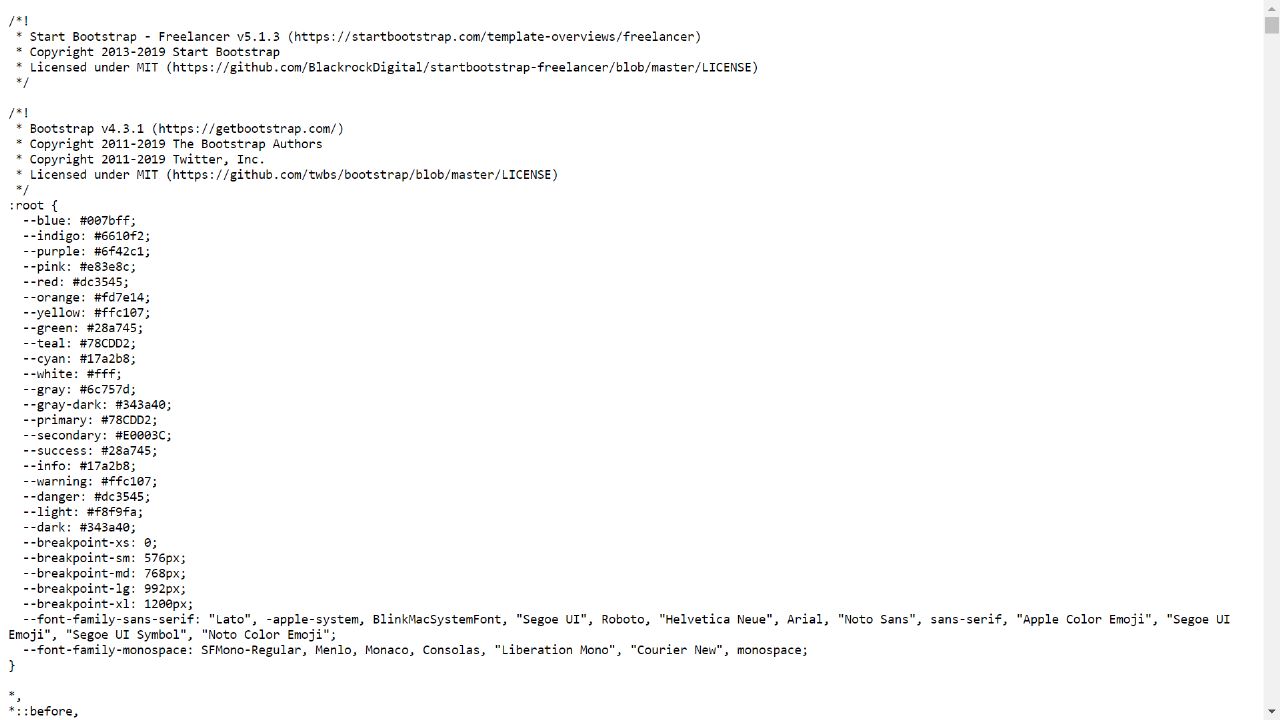 /*!
 * Start Bootstrap - Freelancer v5.1.3 (https://startbootstrap.com/template-overviews/freelancer)
 * Copyright 2013-2019 Start Bootstrap
 * Licensed under MIT (https://github.com/BlackrockDigital/startbootstrap-freelancer/blob/master/LICENSE)
 */

/*!
 * Bootstrap v4.3.1 (https://getbootstrap.com/)
 * Copyright 2011-2019 The Bootstrap Authors
 * Copyright 2011-2019 Twitter, Inc.
 * Licensed under MIT (https://github.com/twbs/bootstrap/blob/master/LICENSE)
 */
:root {
  --blue: #007bff;
  --indigo: #6610f2;
  --purple: #6f42c1;
  --pink: #e83e8c;
  --red: #dc3545;
  --orange: #fd7e14;
  --yellow: #ffc107;
  --green: #28a745;
  --teal: #78CDD2;
  --cyan: #17a2b8;
  --white: #fff;
  --gray: #6c757d;
  --gray-dark: #343a40;
  --primary: #78CDD2;
  --secondary: #E0003C;
  --success: #28a745;
  --info: #17a2b8;
  --warning: #ffc107;
  --danger: #dc3545;
  --light: #f8f9fa;
  --dark: #343a40;
  --breakpoint-xs: 0;
  --breakpoint-sm: 576px;
  --breakpoint-md: 768px;
  --breakpoint-lg: 992px;
  --breakpoint-xl: 1200px;
  --font-family-sans-serif: "Lato", -apple-system, BlinkMacSystemFont, "Segoe UI", Roboto, "Helvetica Neue", Arial, "Noto Sans", sans-serif, "Apple Color Emoji", "Segoe UI
Emoji", "Segoe UI Symbol", "Noto Color Emoji";
  --font-family-monospace: SFMono-Regular, Menlo, Monaco, Consolas, "Liberation Mono", "Courier New", monospace;
}

*,
*::before,